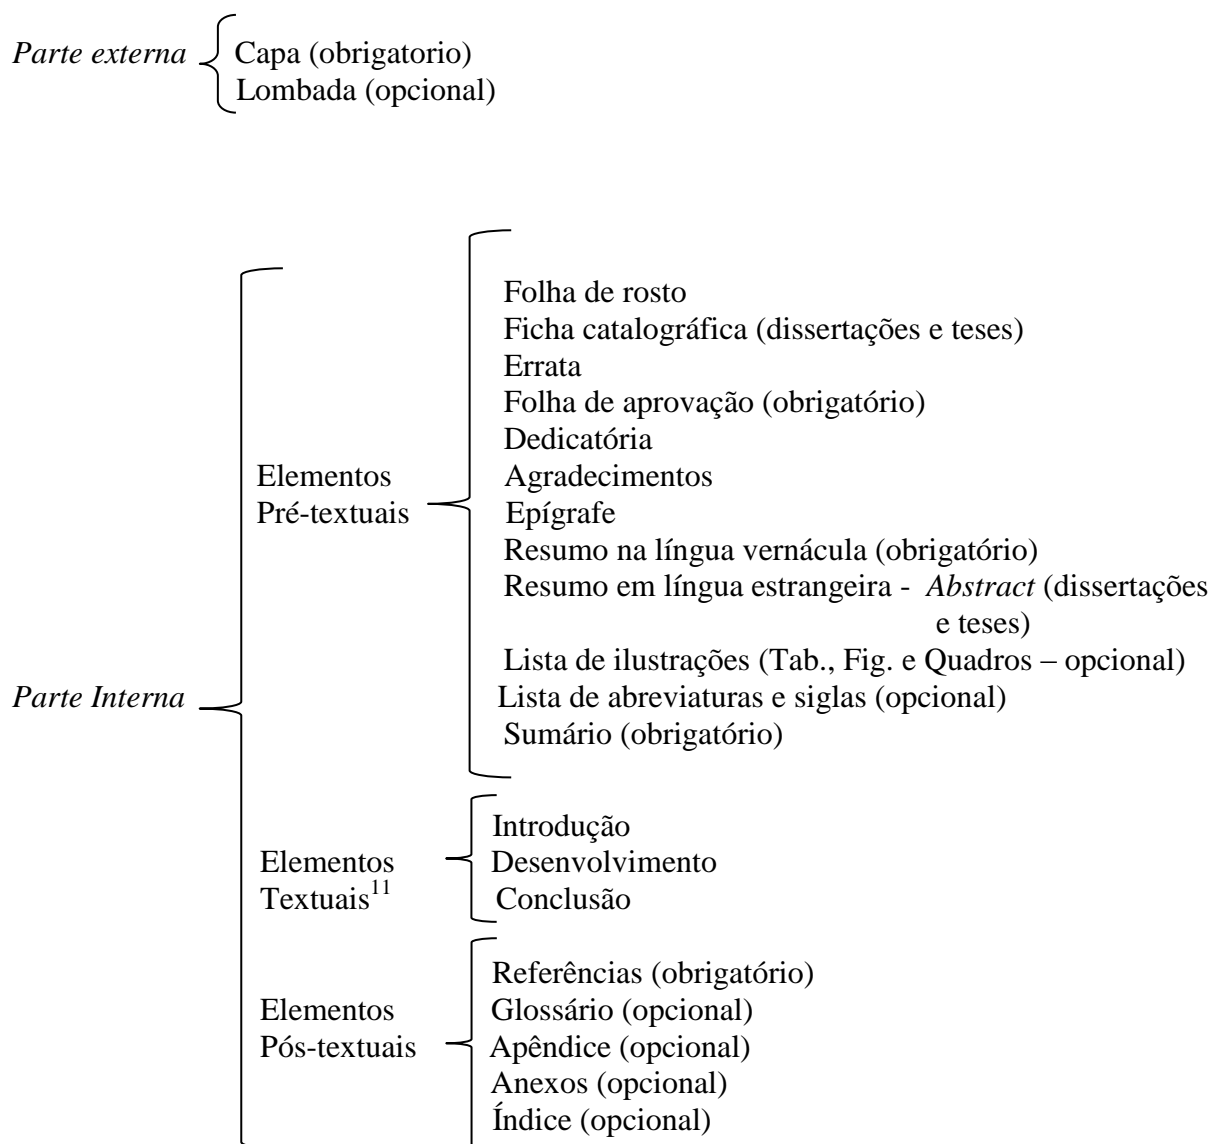 Parte externa
Capa (obrigatorio)
Lombada (opcional)
Parte Interna
Elementos
Pré-textuais
Folha de rosto
Ficha catalográfica (dissertações e teses)
Errata
Folha de aprovação (obrigatório)
Dedicatória
Agradecimentos
Epígrafe
Resumo na língua vernácula (obrigatório)
Resumo em língua estrangeira - Abstract (dissertações
e teses)
Lista de ilustrações (Tab., Fig. e Quadros – opcional)
Lista de abreviaturas e siglas (opcional)
Sumário (obrigatório)
Elementos
Textuais11
Introdução
Desenvolvimento
Conclusão
Elementos
Pós-textuais
Referências (obrigatório)
Glossário (opcional)
Apêndice (opcional)
Anexos (opcional)
Índice (opcional)